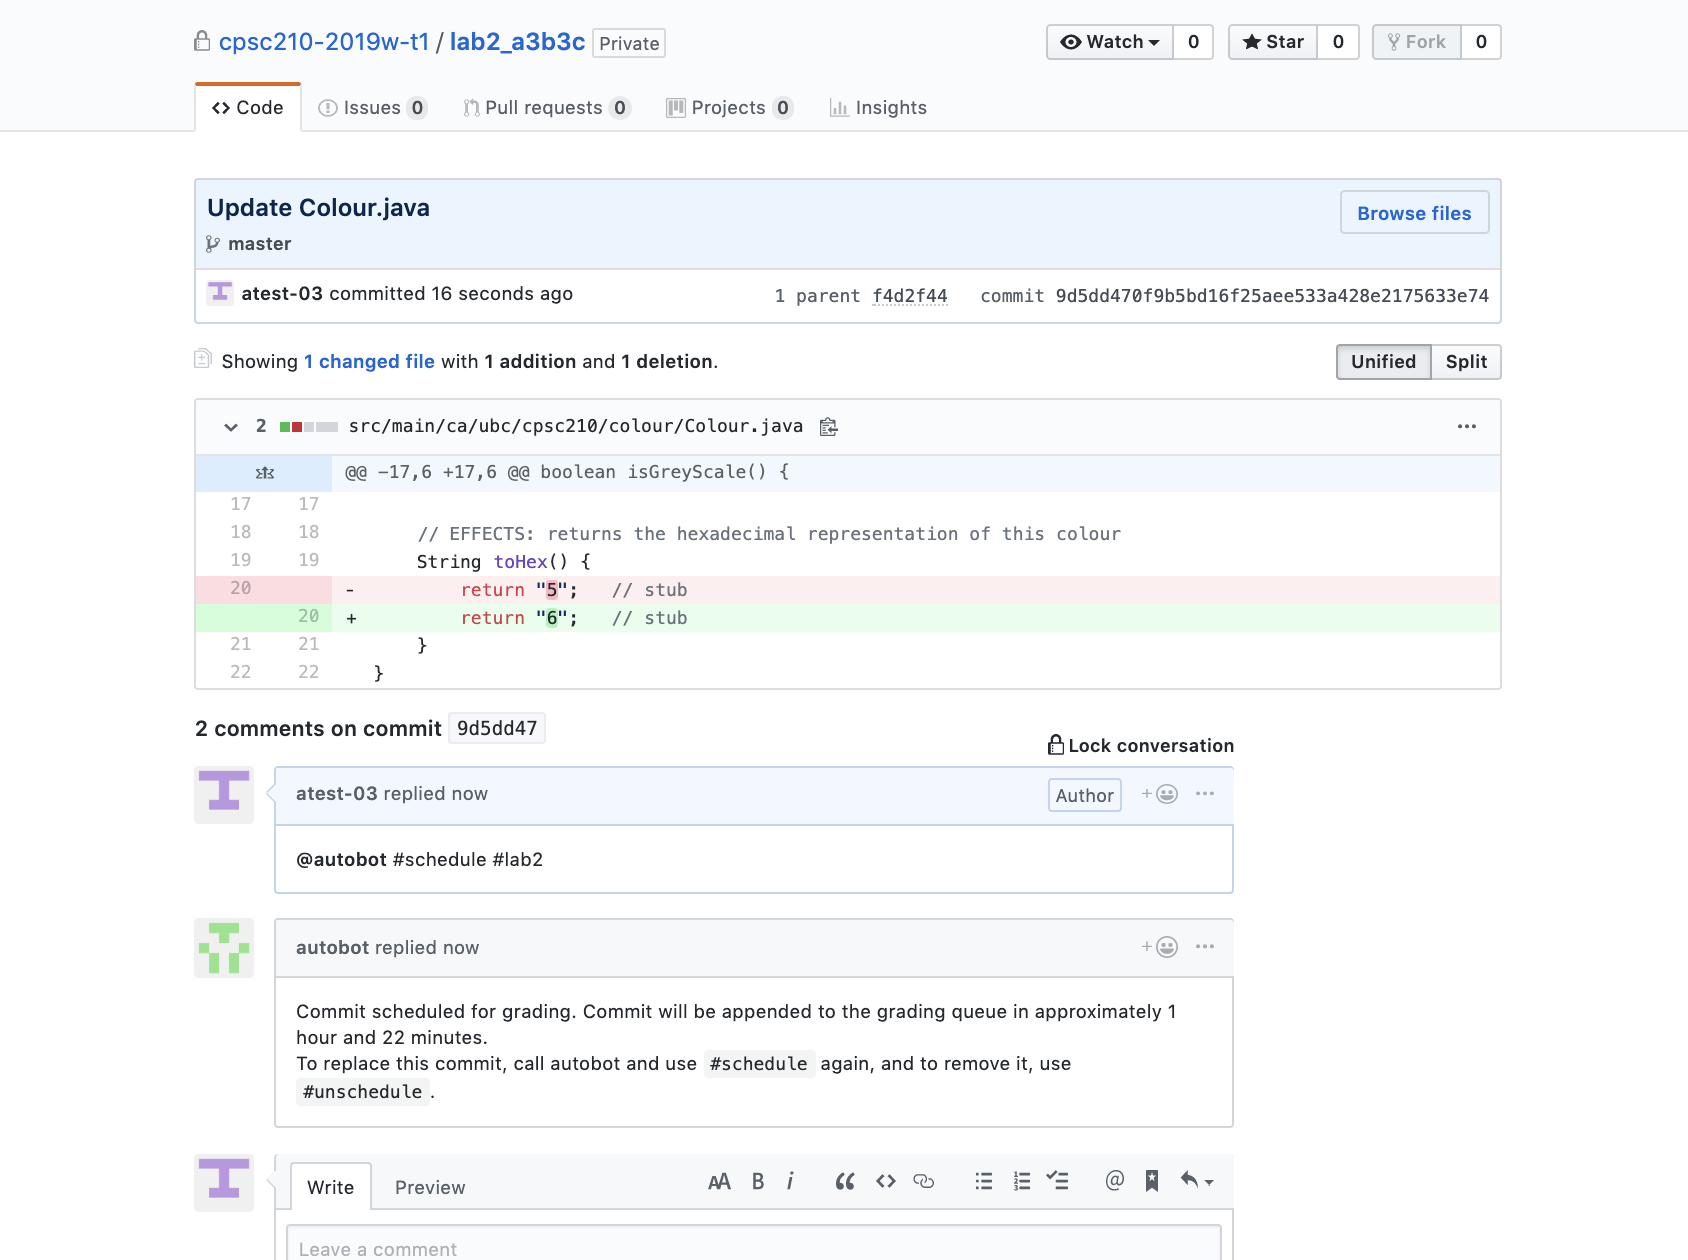 cpsc210-2019w-t1 / lab2_a3b3c Private Watch 0 Star 0 Fork 0
Code Issues 0 Pull requests 0 Projects 0 Insights
Update Colour.java Browse files
master
atest-03 committed 16 seconds ago 1 parent f4d2f44 commit 9d5dd470f9b5bd16f25aee533a428e2175633e74
Showing 1 changed file with 1 addition and 1 deletion. Unified Split
2 src/main/ca/ubc/cpsc210/colour/Colour.java
@@ -17,6 +17,6 @@ boolean isGreyScale() {
17 17
18 18 // EFFECTS: returns the hexadecimal representation of this colour
19 19 String toHex() {
20 - return "5"; // stub
20 + return "6"; // stub
21 21 }
22 22 }
2 comments on commit 9d5dd47
Lock conversation
atest-03 replied now Author
@autobot #schedule #lab2
autobot replied now
Commit scheduled for grading. Commit will be appended to the grading queue in approximately 1
hour and 22 minutes.
To replace this commit, call autobot and use #schedule again, and to remove it, use
#unschedule .
Write Preview
Leave a comment